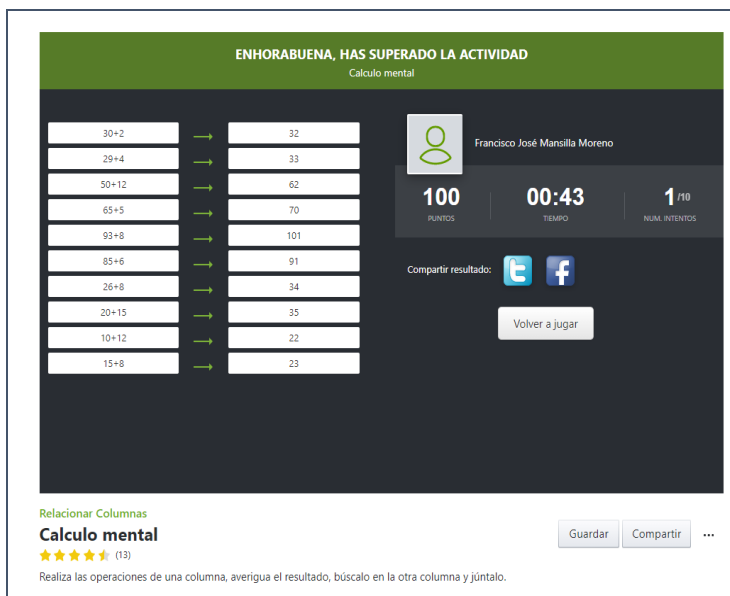 ENHORABUENA, HAS SUPERADO LA ACTIVIDAD
Calculo mental
30+2 32
29+4 33
50+12 62
65+5 70
93+8 101
85+6 91
26+8 34
20+15 35
10+12 22
15+8 23
Francisco José Mansilla Moreno
100 00:43 1 /10
PUNTOS TIEMPO NUM. INTENTOS
Compartir resultado:
Volver a jugar
Relacionar Columnas
Calculo mental
Guardar Compartir ...
(13)
Realiza las operaciones de una columna, averigua el resultado, búscalo en la otra columna y júntalo.